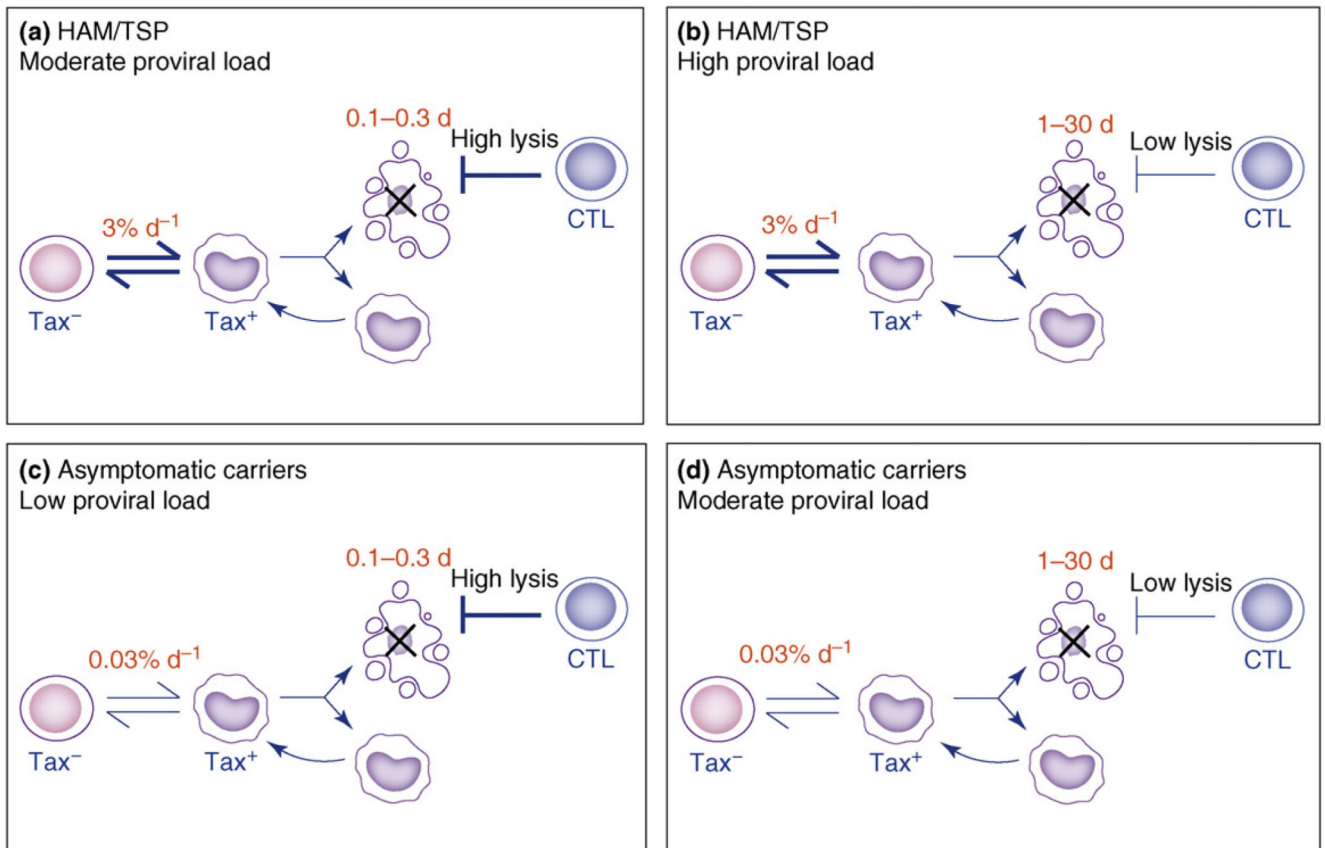 (a) HAM/TSP
Moderate proviral load
0.1–0.3 d
High lysis
CTL
3% d⁻¹
Tax⁻
Tax⁺
(b) HAM/TSP
High proviral load
1–30 d
Low lysis
CTL
3% d⁻¹
Tax⁻
Tax⁺
(c) Asymptomatic carriers
Low proviral load
0.1–0.3 d
High lysis
CTL
0.03% d⁻¹
Tax⁻
Tax⁺
(d) Asymptomatic carriers
Moderate proviral load
1–30 d
Low lysis
CTL
0.03% d⁻¹
Tax⁻
Tax⁺